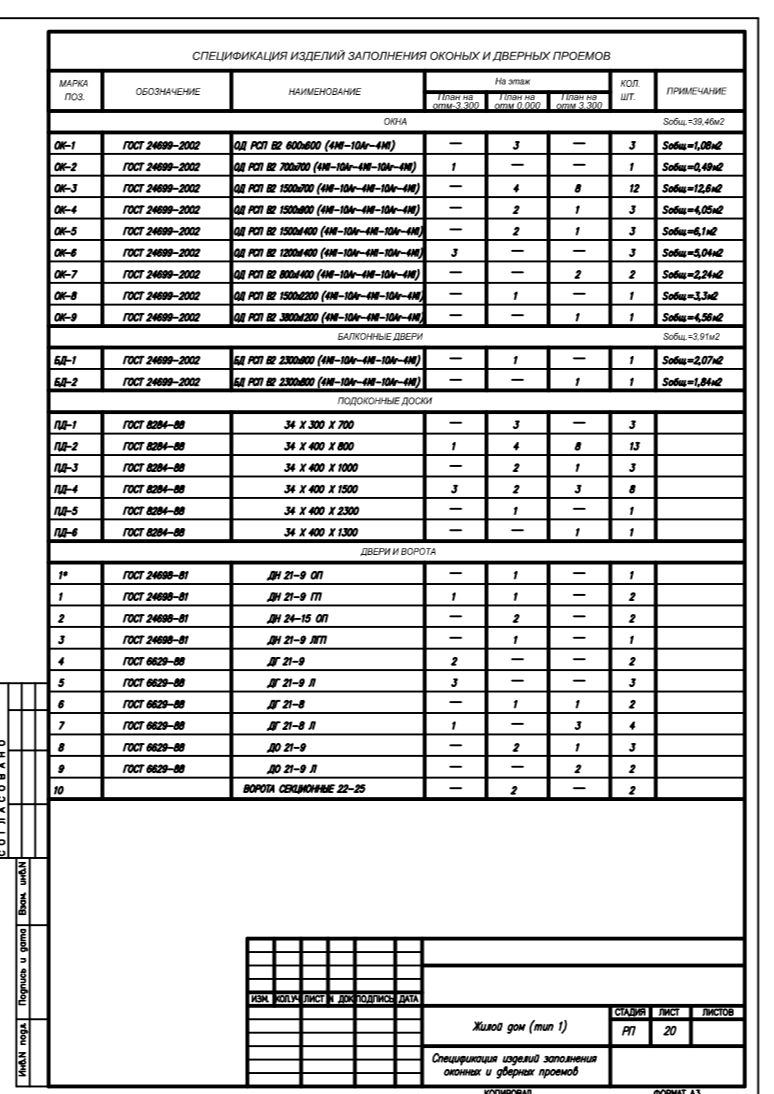 СПЕЦИФИКАЦИЯ ИЗДЕЛИЙ ЗАПОЛНЕНИЯ ОКОНЫХ И ДВЕРНЫХ ПРОЕМОВ
МАРКА ПОЗ. ОБОЗНАЧЕНИЕ НАИМЕНОВАНИЕ На этаж КОЛ. ШТ. ПРИМЕЧАНИЕ
План на отм-3.300 План на отм 0.000 План на отм 3.300
ОКНА Sобщ.=39,46м2
ОК-1 ГОСТ 24699-2002 ОД РСП В2 600х600 (4М1-10Аr-4М1) — 3 — 3 Sобщ=1,08м2
ОК-2 ГОСТ 24699-2002 ОД РСП В2 700х700 (4М1-10Аr-4М1-4М1) 1 — — 1 Sобщ=0,49м2
ОК-3 ГОСТ 24699-2002 ОД РСП В2 1500х700 (4М1-10Аr-4М1-4М1) — 4 8 12 Sобщ=12,6м2
ОК-4 ГОСТ 24699-2002 ОД РСП В2 1500х900 (4М1-10Аr-4М1-10Аr-4М1) — 2 1 3 Sобщ=4,05м2
ОК-5 ГОСТ 24699-2002 ОД РСП В2 1500х1400 (4М1-10Аr-4М1-10Аr-4М1) — 2 1 3 Sобщ=6,1м2
ОК-6 ГОСТ 24699-2002 ОД РСП В2 1200х1400 (4М1-10Аr-4М1-10Аr-4М1) 3 — — 3 Sобщ=5,04м2
ОК-7 ГОСТ 24699-2002 ОД РСП В2 800х1400 (4М1-10Аr-4М1-10Аr-4М1) — — 2 2 Sобщ=2,24м2
ОК-8 ГОСТ 24699-2002 ОД РСП В2 1500х2200 (4М1-10Аr-4М1-10Аr-4М1) — 1 — 1 Sобщ=3,3м2
ОК-9 ГОСТ 24699-2002 ОД РСП В2 3800х1200 (4М1-10Аr-4М1-10Аr-4М1) — — 1 1 Sобщ=4,56м2
БАЛКОННЫЕ ДВЕРИ Sобщ.=3,91м2
БД-1 ГОСТ 24699-2002 БД РСП В2 2300х900 (4М1-10Аr-4М1-10Аr-4М1) — 1 — 1 Sобщ=2,07м2
БД-2 ГОСТ 24699-2002 БД РСП В2 2300х800 (4М1-10Аr-4М1-10Аr-4М1) — — 1 1 Sобщ=1,84м2
ПОДОКОННЫЕ ДОСКИ
ПД-1 ГОСТ 8284-88 34 Х 300 Х 700 — 3 — 3
ПД-2 ГОСТ 8284-88 34 Х 400 Х 800 1 4 8 13
ПД-3 ГОСТ 8284-88 34 Х 400 Х 1000 — 2 1 3
ПД-4 ГОСТ 8284-88 34 Х 400 Х 1500 3 2 3 8
ПД-5 ГОСТ 8284-88 34 Х 400 Х 2300 — 1 — 1
ПД-6 ГОСТ 8284-88 34 Х 400 Х 1300 — — 1 1
ДВЕРИ И ВОРОТА
1* ГОСТ 24698-81 ДН 21-9 ОП — 1 — 1
1 ГОСТ 24698-81 ДН 21-9 ГП 1 1 — 2
2 ГОСТ 24698-81 ДН 24-15 ОП — 2 — 2
3 ГОСТ 24698-81 ДН 21-9 ЛГП — 1 — 1
4 ГОСТ 6629-88 ДГ 21-9 2 — — 2
5 ГОСТ 6629-88 ДГ 21-9 Л 3 — — 3
6 ГОСТ 6629-88 ДГ 21-8 — 1 1 2
7 ГОСТ 6629-88 ДГ 21-8 Л 1 — 3 4
8 ГОСТ 6629-88 ДО 21-9 — 2 1 3
9 ГОСТ 6629-88 ДО 21-9 Л — — 2 2
10 ВОРОТА СЕКЦИОННЫЕ 22-25 — 2 — 2
СОГЛАСОВАНО
Взам. инв.N
Подпись и дата
Инв.N подл.
ИЗМ. КОЛ.УЧ ЛИСТ N ДОК ПОДПИСЬ ДАТА
Жилой дом (тип 1)
СТАДИЯ ЛИСТ ЛИСТОВ
РП 20
Спецификация изделий заполнения
оконных и дверных проемов
КОПИРОВАЛ ФОРМАТ А3